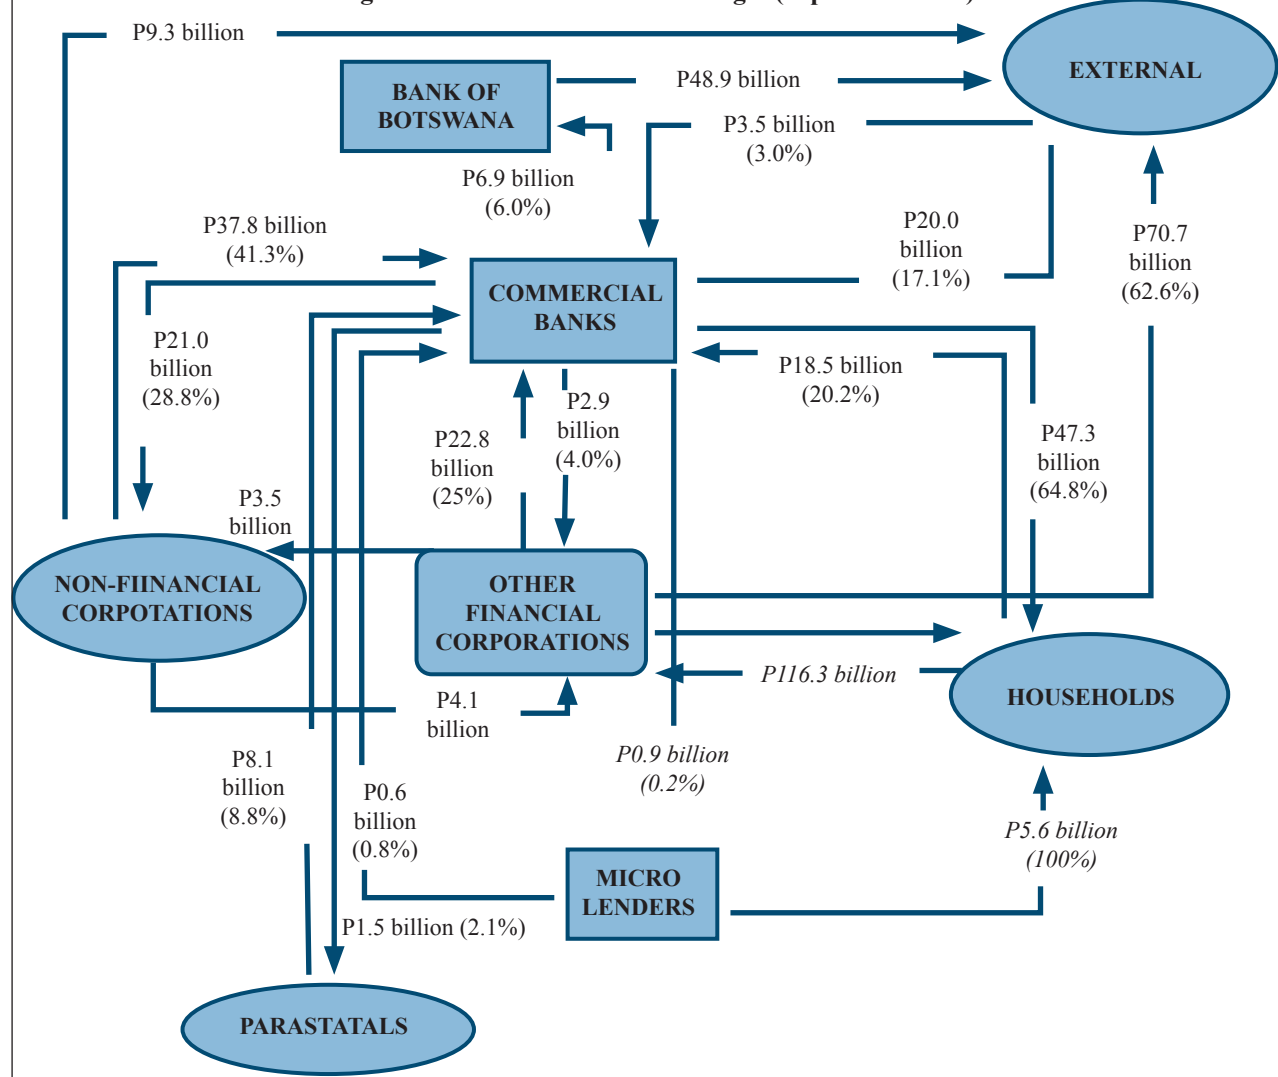 P9.3 billion
EXTERNAL
BANK OF
BOTSWANA
P48.9 billion
P3.5 billion
(3.0%)
P6.9 billion
(6.0%)
P37.8 billion
(41.3%)
P20.0
billion
(17.1%)
P70.7
billion
(62.6%)
COMMERCIAL
BANKS
P21.0
billion
(28.8%)
P18.5 billion
(20.2%)
P2.9
billion
(4.0%)
P22.8
billion
(25%)
P47.3
billion
(64.8%)
P3.5
billion
NON-FIINANCIAL
CORPOTATIONS
OTHER
FINANCIAL
CORPORATIONS
P116.3 billion
HOUSEHOLDS
P4.1
billion
P0.9 billion
(0.2%)
P8.1
billion
(8.8%)
P0.6
billion
(0.8%)
P5.6 billion
(100%)
MICRO
LENDERS
P1.5 billion (2.1%)
PARASTATALS